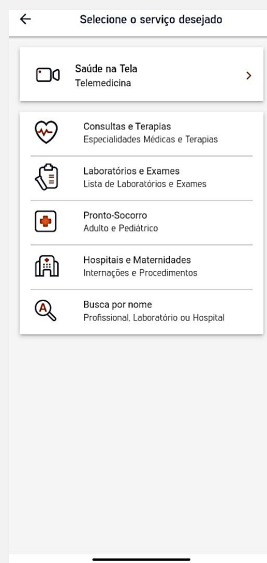 Selecione o serviço desejado
Saúde na Tela
Telemedicina
Consultas e Terapias
Especialidades Médicas e Terapias
Laboratórios e Exames
Lista de Laboratórios e Exames
Pronto-Socorro
Adulto e Pediátrico
Hospitais e Maternidades
Internações e Procedimentos
A
Busca por nome
Profissional, Laboratório ou Hospital